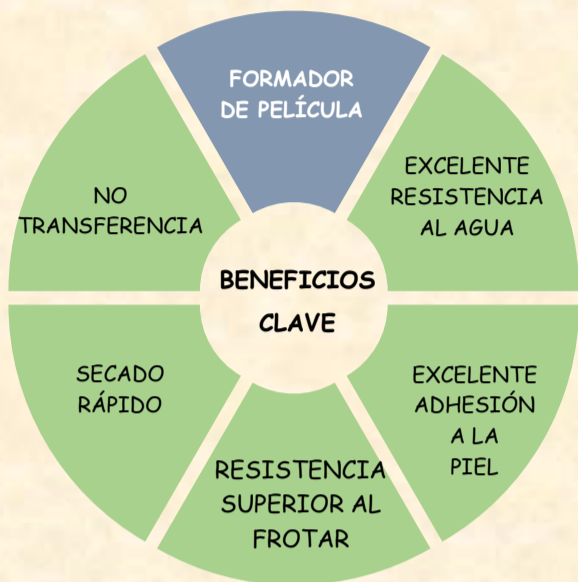 FORMADOR
DE PELÍCULA
EXCELENTE
RESISTENCIA
AL AGUA
NO
TRANSFERENCIA
BENEFICIOS
CLAVE
SECADO
RÁPIDO
EXCELENTE
ADHESIÓN
A LA
PIEL
RESISTENCIA
SUPERIOR AL
FROTAR